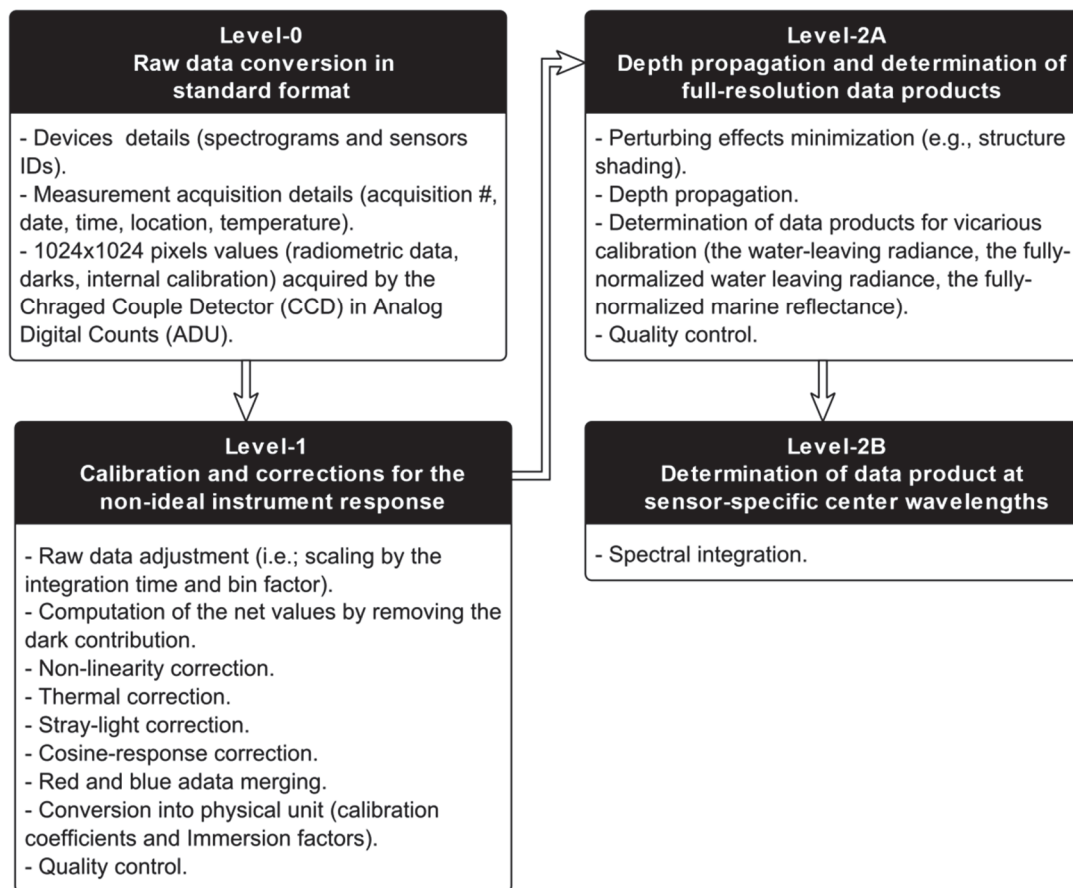 Level-0
Raw data conversion in
standard format
- Devices details (spectrograms and sensors
IDs).
- Measurement acquisition details (acquisition #,
date, time, location, temperature).
- 1024x1024 pixels values (radiometric data,
darks, internal calibration) acquired by the
Chraged Couple Detector (CCD) in Analog
Digital Counts (ADU).
Level-1
Calibration and corrections for the
non-ideal instrument response
- Raw data adjustment (i.e.; scaling by the
integration time and bin factor).
- Computation of the net values by removing the
dark contribution.
- Non-linearity correction.
- Thermal correction.
- Stray-light correction.
- Cosine-response correction.
- Red and blue adata merging.
- Conversion into physical unit (calibration
coefficients and Immersion factors).
- Quality control.
Level-2A
Depth propagation and determination of
full-resolution data products
- Perturbing effects minimization (e.g., structure
shading).
- Depth propagation.
- Determination of data products for vicarious
calibration (the water-leaving radiance, the fully-
normalized water leaving radiance, the fully-
normalized marine reflectance).
- Quality control.
Level-2B
Determination of data product at
sensor-specific center wavelengths
- Spectral integration.